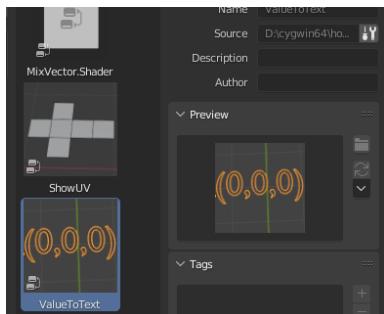 Name ValueToText
Source D:\cygwin64\ho...
Description
Author
MixVector.Shader
Preview
ShowUV
(0,0,0)
(0,0,0)
Tags
ValueToText